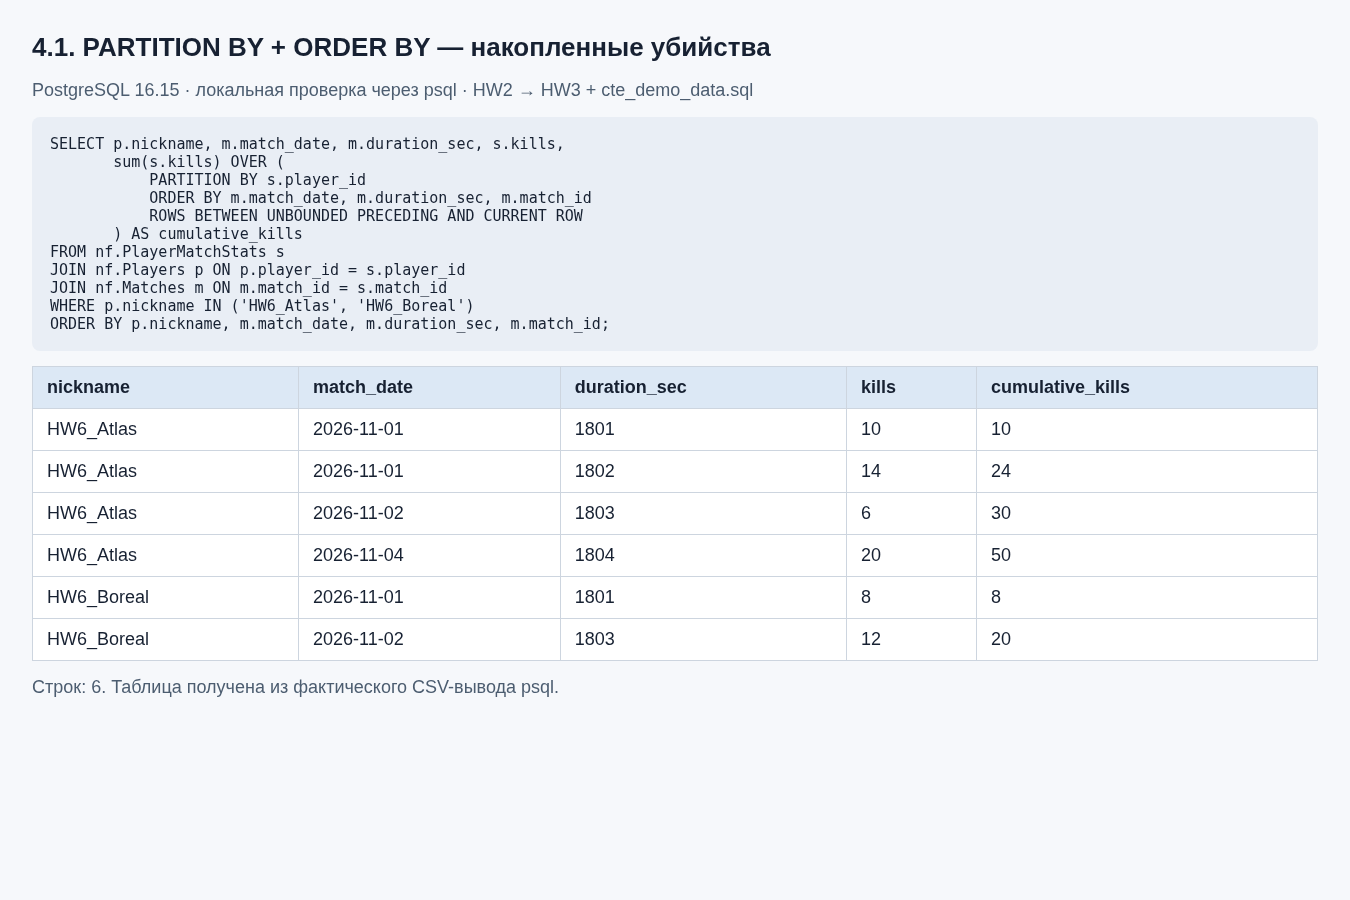 4.1. PARTITION BY + ORDER BY — накопленные убийства
PostgreSQL 16.15 · локальная проверка через psql · HW2 → HW3 + cte_demo_data.sql
SELECT p.nickname, m.match_date, m.duration_sec, s.kills,
       sum(s.kills) OVER (
           PARTITION BY s.player_id
           ORDER BY m.match_date, m.duration_sec, m.match_id
           ROWS BETWEEN UNBOUNDED PRECEDING AND CURRENT ROW
       ) AS cumulative_kills
FROM nf.PlayerMatchStats s
JOIN nf.Players p ON p.player_id = s.player_id
JOIN nf.Matches m ON m.match_id = s.match_id
WHERE p.nickname IN ('HW6_Atlas', 'HW6_Boreal')
ORDER BY p.nickname, m.match_date, m.duration_sec, m.match_id;
nickname match_date duration_sec kills cumulative_kills
HW6_Atlas 2026-11-01 1801 10 10
HW6_Atlas 2026-11-01 1802 14 24
HW6_Atlas 2026-11-02 1803 6 30
HW6_Atlas 2026-11-04 1804 20 50
HW6_Boreal 2026-11-01 1801 8 8
HW6_Boreal 2026-11-02 1803 12 20
Строк: 6. Таблица получена из фактического CSV-вывода psql.